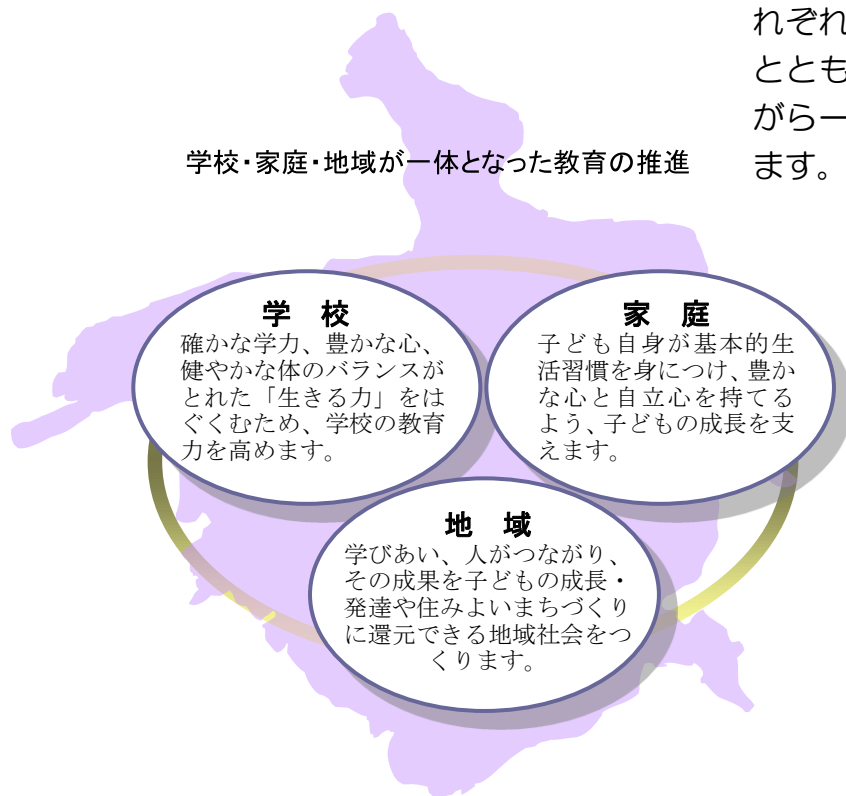 れぞれ
ととも
がら一
ます。
学校・家庭・地域が一体となった教育の推進
学　校
確かな学力、豊かな心、
健やかな体のバランスが
とれた「生きる力」をは
ぐくむため、学校の教育
力を高めます。
家　庭
子ども自身が基本的生
活習慣を身につけ、豊か
な心と自立心を持てる
よう、子どもの成長を支
えます。
地　域
学びあい、人がつながり、
その成果を子どもの成長・
発達や住みよいまちづくり
に還元できる地域社会をつ
くります。